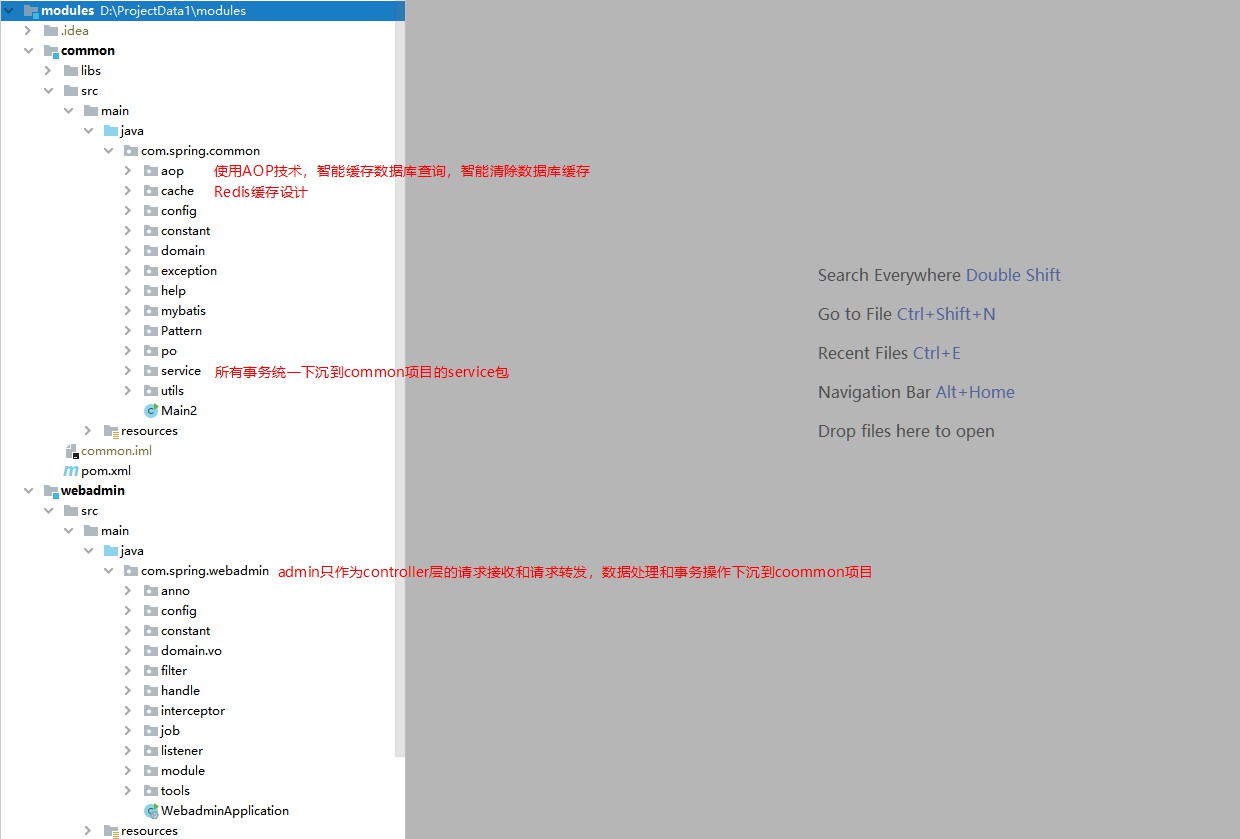 modules D:\ProjectData1\modules
.idea
common
libs
src
main
java
com.spring.common
aop 使用AOP技术，智能缓存数据库查询，智能清除数据库缓存
cache Redis缓存设计
config
constant
domain
exception
help
mybatis
Pattern
po
service 所有事务统一下沉到common项目的service包
utils
Main2
resources
common.iml
pom.xml
webadmin
src
main
java
com.spring.webadmin admin只作为controller层的请求接收和请求转发，数据处理和事务操作下沉到coommon项目
anno
config
constant
domain.vo
filter
handle
interceptor
job
listener
module
tools
WebadminApplication
resources
Search Everywhere Double Shift
Go to File Ctrl+Shift+N
Recent Files Ctrl+E
Navigation Bar Alt+Home
Drop files here to open